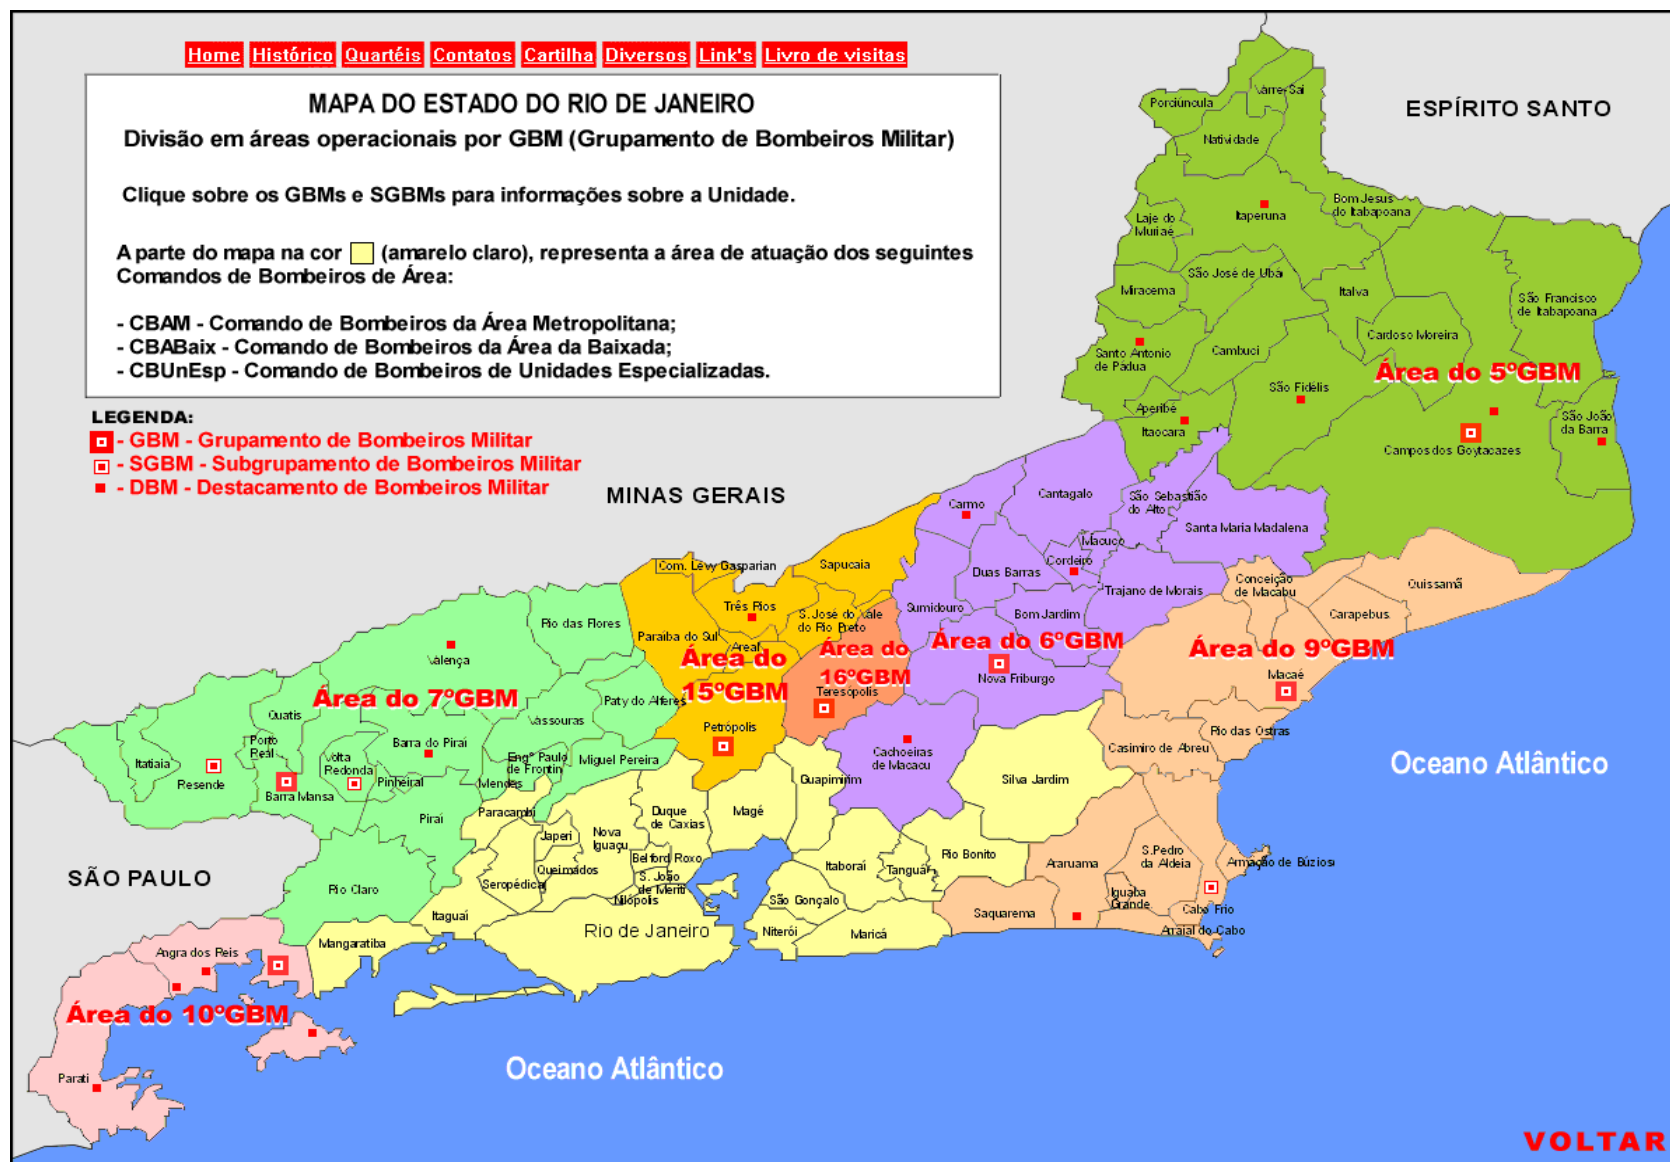 Home Histórico Quartéis Contatos Cartilha Diversos Link's Livro de visitas
MAPA DO ESTADO DO RIO DE JANEIRO
Divisão em áreas operacionais por GBM (Grupamento de Bombeiros Militar)
Clique sobre os GBMs e SGBMs para informações sobre a Unidade.
A parte do mapa na cor (amarelo claro), representa a área de atuação dos seguintes
Comandos de Bombeiros de Área:
- CBAM - Comando de Bombeiros da Área Metropolitana;
- CBABaix - Comando de Bombeiros da Área da Baixada;
- CBUnEsp - Comando de Bombeiros de Unidades Especializadas.
LEGENDA:
- GBM - Grupamento de Bombeiros Militar
- SGBM - Subgrupamento de Bombeiros Militar
- DBM - Destacamento de Bombeiros Militar
MINAS GERAIS
ESPÍRITO SANTO
SÃO PAULO
Oceano Atlântico
Oceano Atlântico
Porciúncula
Varre-Sai
Natividade
Itaperuna
Bom Jesus
do Itabapoana
Laje do
Muriaé
São José de Ubá
Miracema
Italva
São Francisco
de Itabapoana
Cardoso Moreira
Santo Antonio
de Pádua
Cambuci
Área do 5ºGBM
São Fidélis
Aperibé
Itaocara
São João
da Barra
Campos dos Goytacazes
Carmo
Cantagalo
São Sebastião
do Alto
Santa Maria Madalena
Macuco
Cordeiro
Duas Barras
Trajano de Morais
Sumidouro
Bom Jardim
Área do 6ºGBM
Nova Friburgo
Cachoeiras
de Macacu
Conceição
de Macabu
Quissamã
Carapebus
Área do 9ºGBM
Macaé
Rio das Ostras
Casimiro de Abreu
Com. Levy Gasparian
Sapucaia
Três Rios
S. José do Vale
do Rio Preto
Paraíba do Sul
Areal
Área do
15ºGBM
Petrópolis
Área do
16ºGBM
Teresópolis
Rio das Flores
Valença
Área do 7ºGBM
Paty do Alferes
Vassouras
Quatis
Porto
Real
Barra do Piraí
Volta
Redonda
Engº Paulo
de Frontin
Miguel Pereira
Itatiaia
Resende
Barra Mansa
Pinheiral
Mendes
Piraí
Rio Claro
Paracambi
Japeri
Nova
Iguaçu
Duque
de Caxias
Magé
Guapimirim
Silva Jardim
Queimados
Belford Roxo
Seropédica
S. João
de Meriti
Nilópolis
Itaguaí
Mangaratiba
Rio de Janeiro
Itaboraí
Tanguá
Rio Bonito
São Gonçalo
Niterói
Maricá
Araruama
S.Pedro
da Aldeia
Armação de Búzios
Iguaba
Grande
Saquarema
Cabo Frio
Arraial do Cabo
Angra dos Reis
Área do 10ºGBM
Parati
VOLTAR